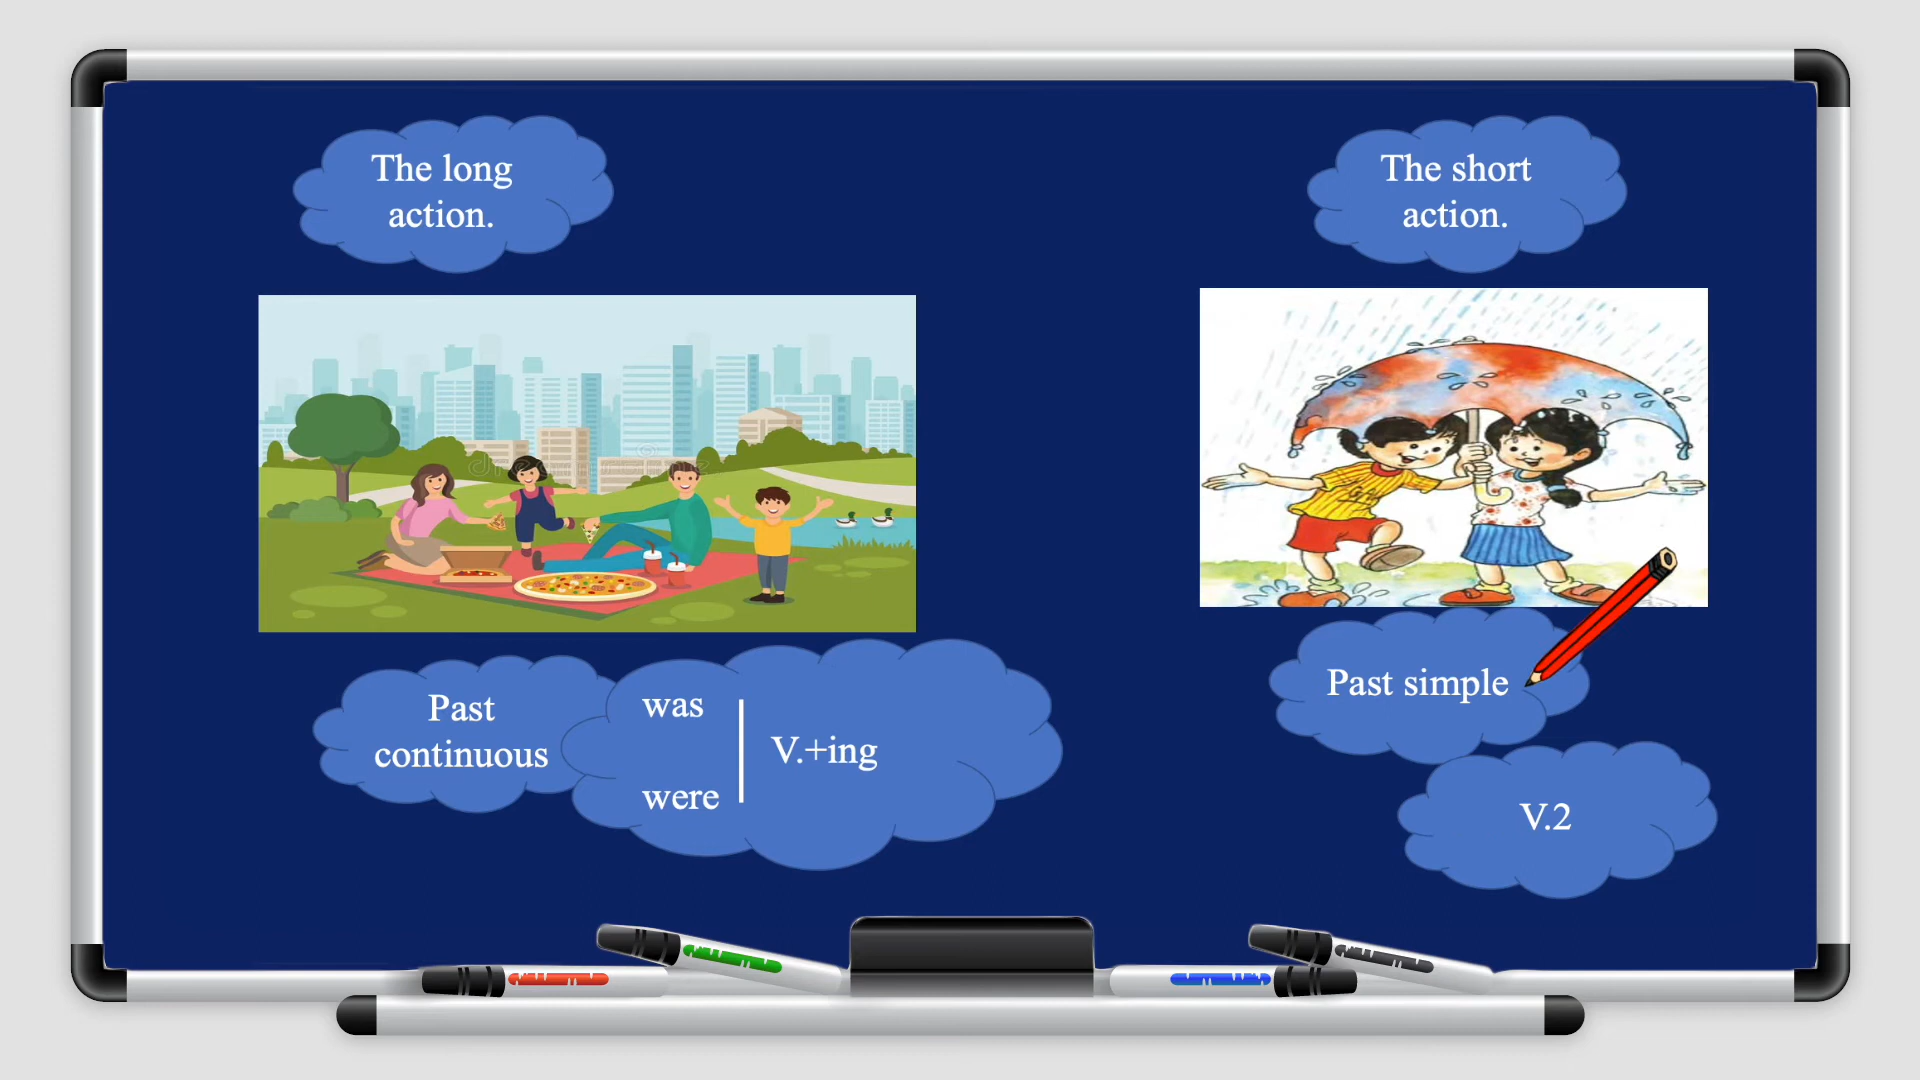 The long
action.
The short
action.
Past
continuous
was
were
V.+ing
Past simple
V.2